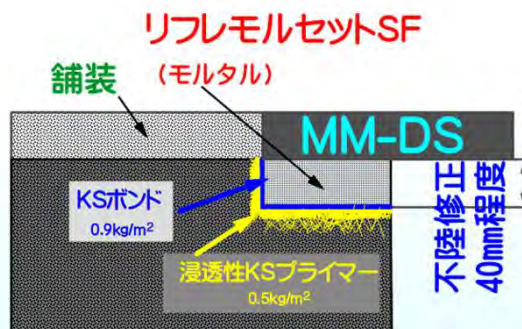 リフレモルセットSF
(モルタル)
舗装
MM-DS
KSボンド
0.9kg/m²
浸透性KSプライマー
0.5kg/m²
不陸修正
40mm程度